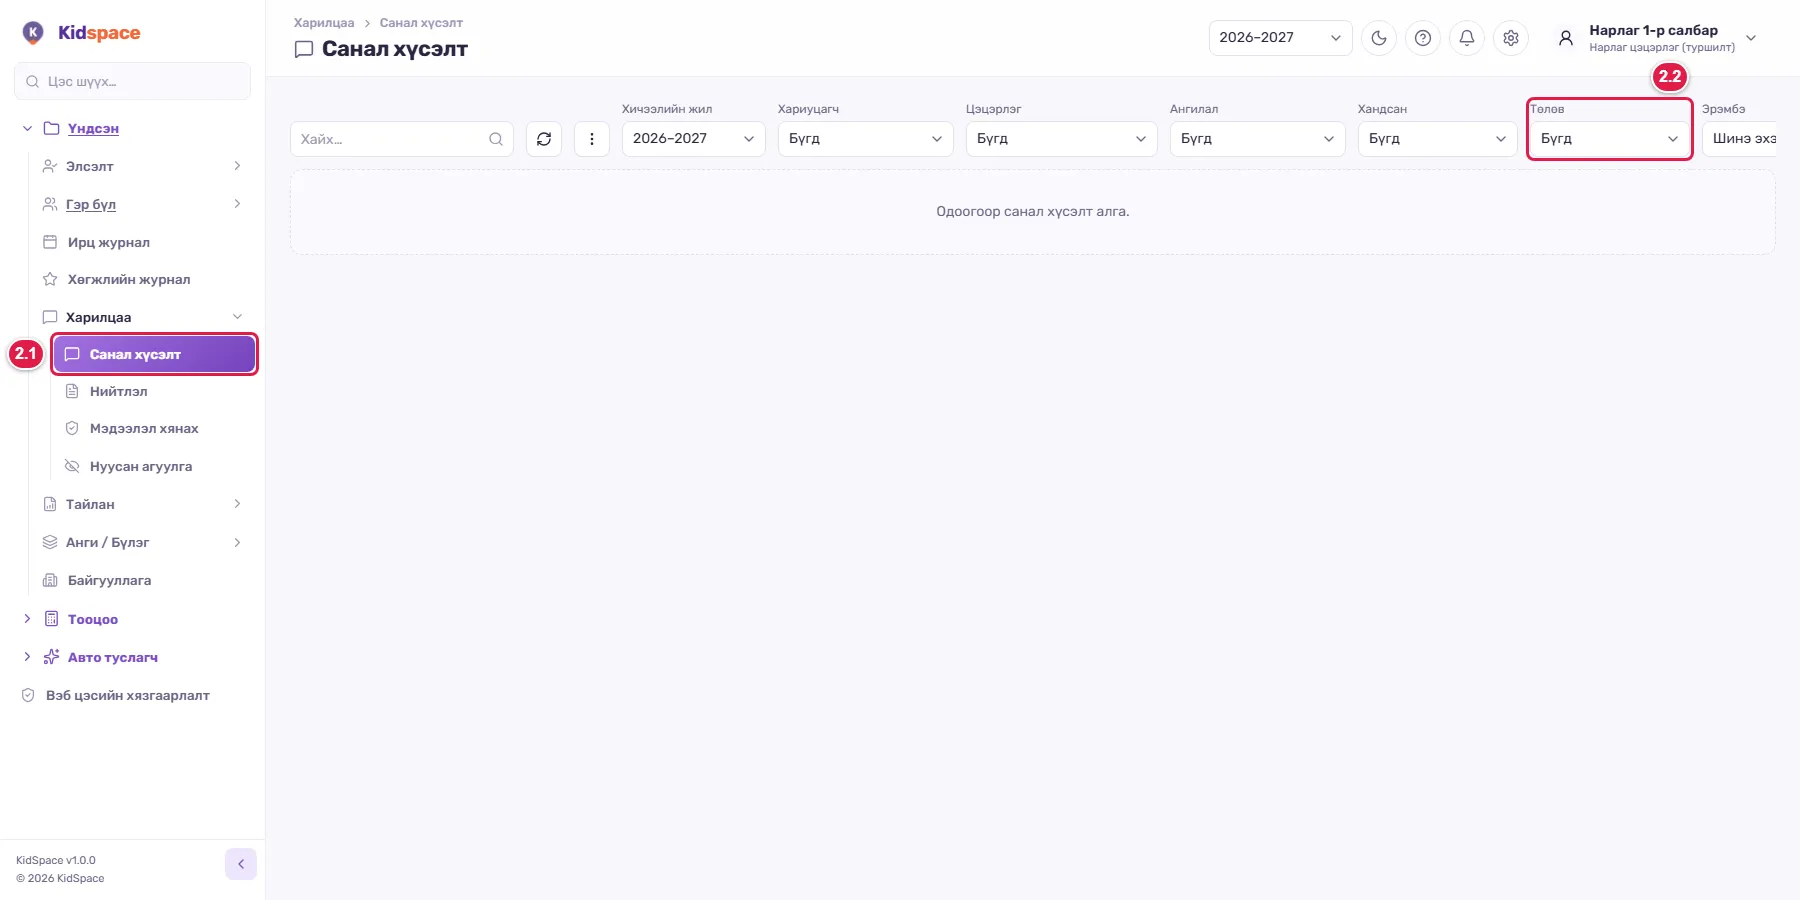 Kidspace
Цэс шүүх...
Үндсэн
Элсэлт
Гэр бүл
Ирц журнал
Хөгжлийн журнал
Харилцаа
2.1
Санал хүсэлт
Нийтлэл
Мэдээлэл хянах
Нуусан агуулга
Тайлан
Анги / Бүлэг
Байгууллага
Тооцоо
Авто туслагч
Вэб цэсийн хязгаарлалт
KidSpace v1.0.0
© 2026 KidSpace
Харилцаа > Санал хүсэлт
Санал хүсэлт
2026-2027
Нарлаг 1-р салбар
Нарлаг цэцэрлэг (туршилт)
2.2
Хайх...
Хичээлийн жил
2026-2027
Хариуцагч
Бүгд
Цэцэрлэг
Бүгд
Ангилал
Бүгд
Хандсан
Бүгд
Төлөв
Бүгд
Эрэмбэ
Шинэ эхэ
Одоогоор санал хүсэлт алга.